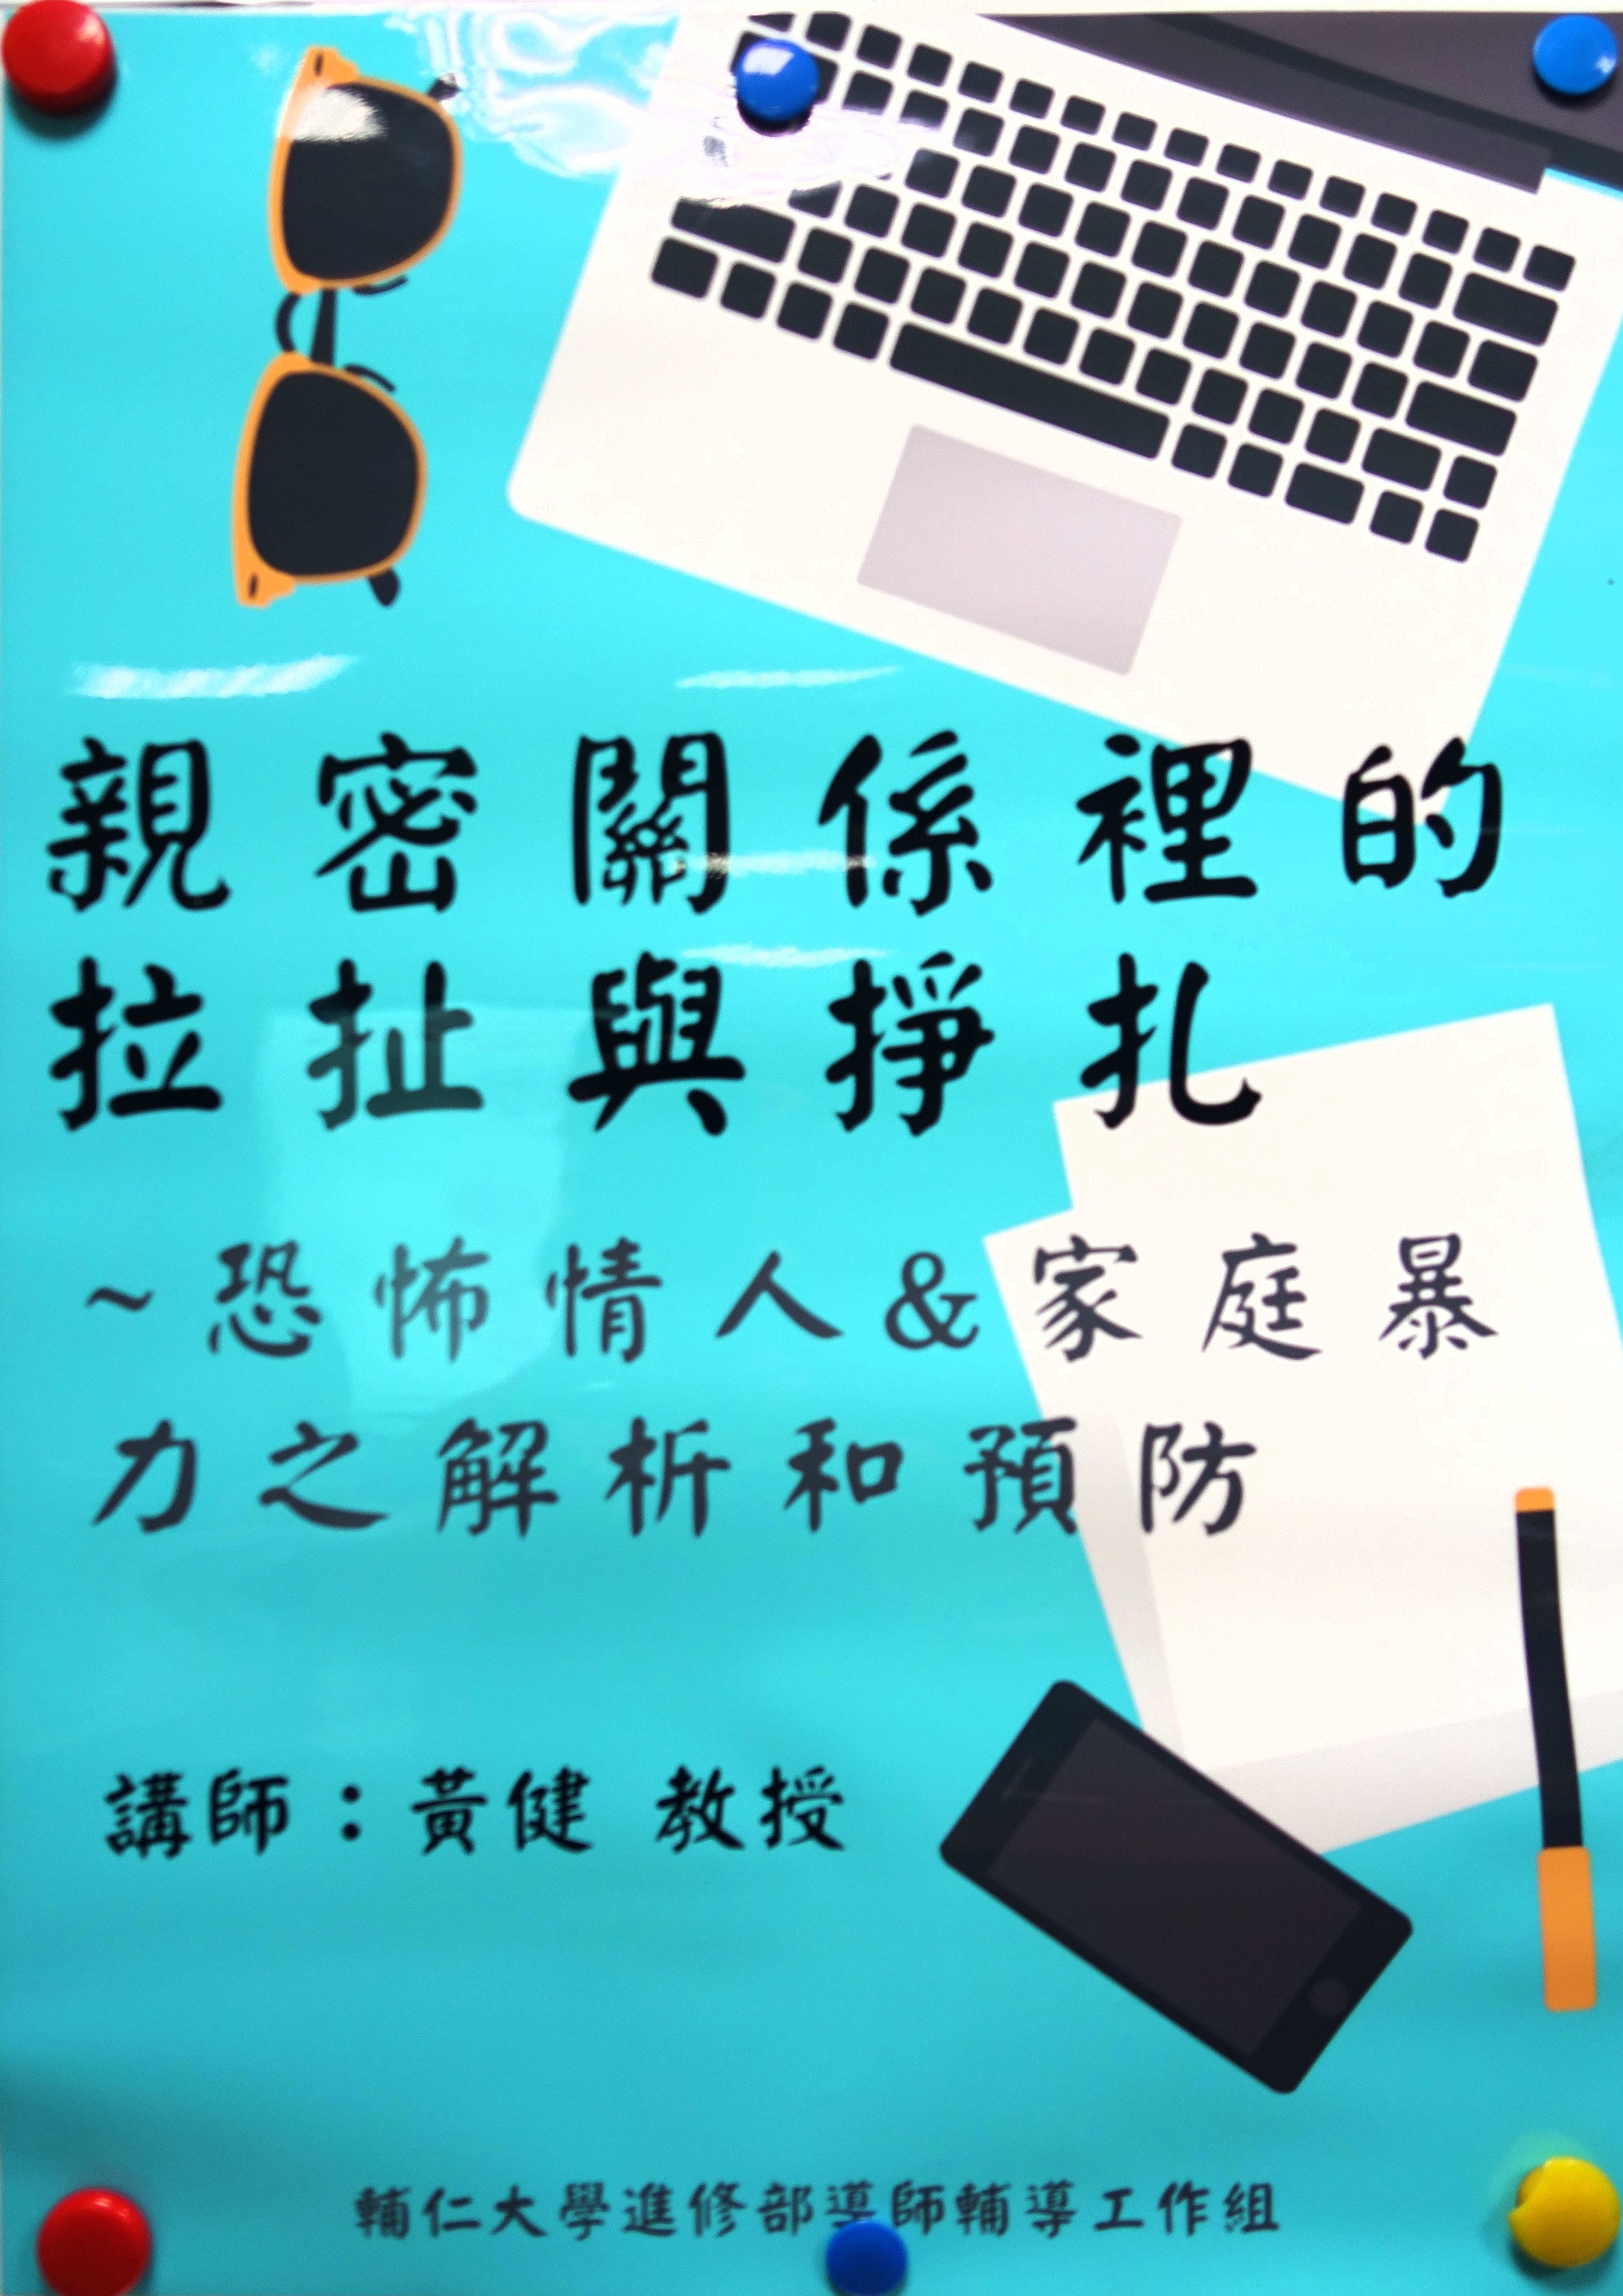 親密關係裡的
拉扯與掙扎
~恐怖情人&家庭暴
力之解析和預防
講師：黃健 教授
輔仁大學進修部導師輔導工作組